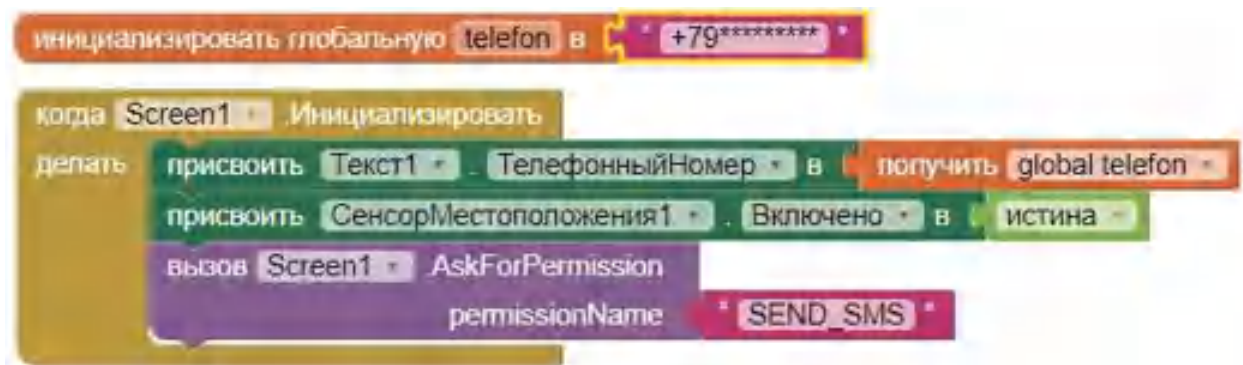 инициализировать глобальную telefon в " +79********* "
когда Screen1 .Инициализировать
делать присвоить Текст1 . ТелефонныйНомер в получить global telefon
присвоить СенсорМестоположения1 . Включено в истина
вызов Screen1 .AskForPermission
permissionName " SEND_SMS "